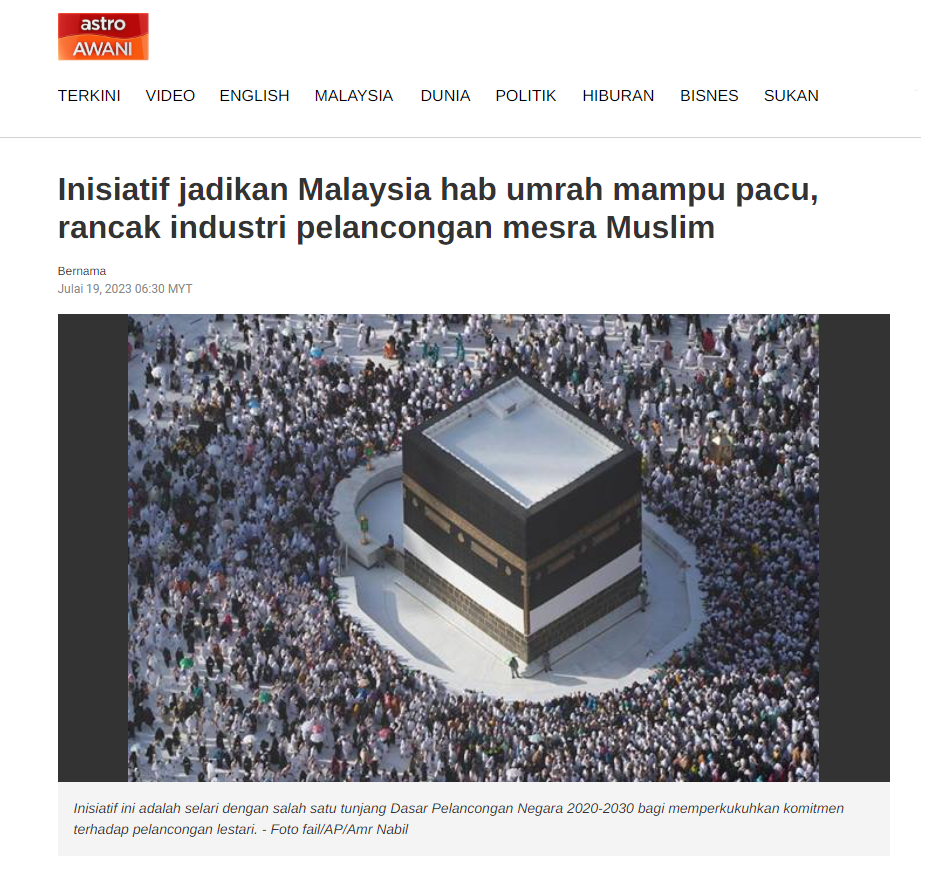 astro
AWANI
TERKINI VIDEO ENGLISH MALAYSIA DUNIA POLITIK HIBURAN BISNES SUKAN
Inisiatif jadikan Malaysia hab umrah mampu pacu,
rancak industri pelancongan mesra Muslim
Bernama
Julai 19, 2023 06:30 MYT
Inisiatif ini adalah selari dengan salah satu tunjang Dasar Pelancongan Negara 2020-2030 bagi memperkukuhkan komitmen
terhadap pelancongan lestari. - Foto fail/AP/Amr Nabil